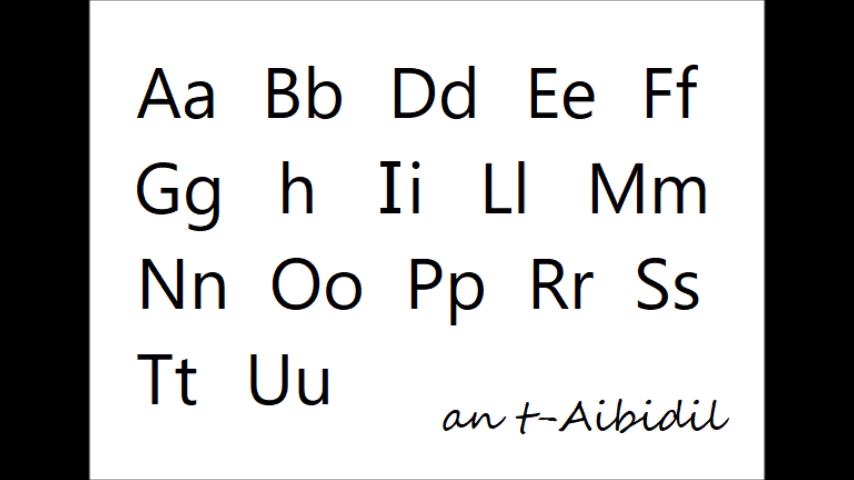 Aa Bb Dd Ee Ff
Gg h Ii Ll Mm
Nn Oo Pp Rr Ss
Tt Uu
an t-Aibidil